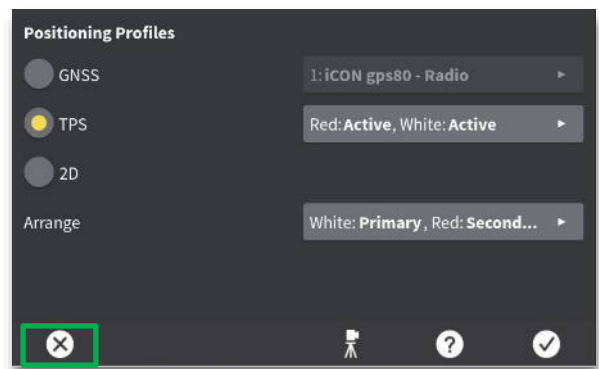 Positioning Profiles
GNSS
1: iCON gps80 - Radio
TPS
Red: Active, White: Active
2D
Arrange
White: Primary, Red: Second...
?